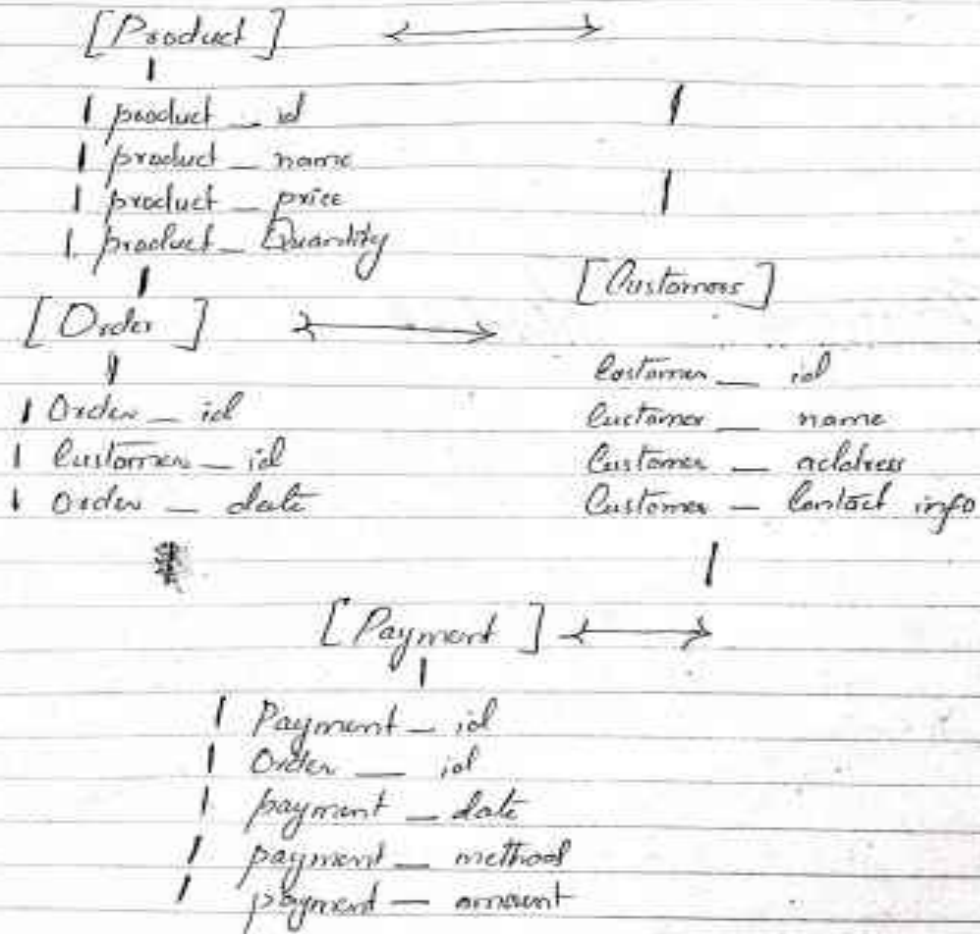 [Product]
product_id
product_name
product_price
product_Quantity
[Customers]
[Order]
Customer_id
Order_id
Customer_name
Customer_id
Customer_address
Order_date
Customer_Contact info
[Payment]
Payment_id
Order_id
payment_date
payment_method
payment_amount